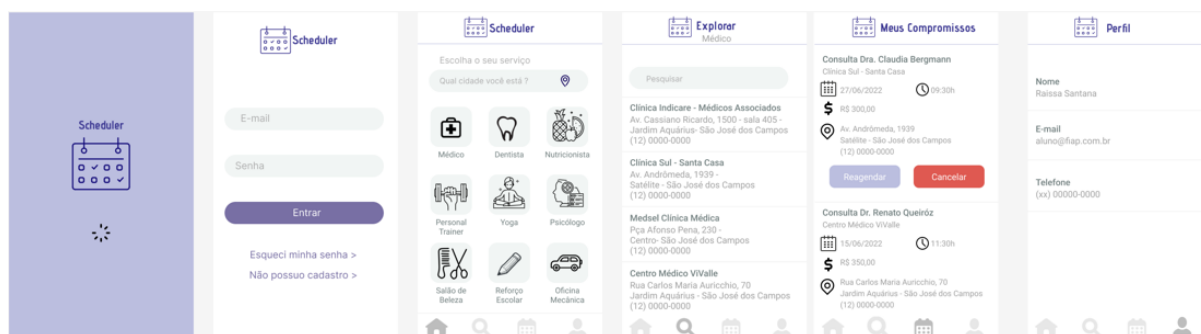 Scheduler
Scheduler
E-mail
Senha
Entrar
Esqueci minha senha >
Não possuo cadastro >
Scheduler
Escolha o seu serviço
Qual cidade você está ?
Médico
Dentista
Nutricionista
Personal
Trainer
Yoga
Psicólogo
Salão de
Beleza
Reforço
Escolar
Oficina
Mecânica
Explorar
Médico
Pesquisar
Clínica Indicare - Médicos Associados
Av. Cassiano Ricardo, 1500 - sala 405 -
Jardim Aquárius- São José dos Campos
(12) 0000-0000
Clínica Sul - Santa Casa
Av. Andrômeda, 1939 -
Satélite - São José dos Campos
(12) 0000-0000
Medsel Clínica Médica
Pça Afonso Pena, 230 -
Centro- São José dos Campos
(12) 0000-0000
Centro Médico ViValle
Rua Carlos Maria Auricchio, 70
Jardim Aquárius - São José dos Campos
(12) 0000-0000
Meus Compromissos
Consulta Dra. Claudia Bergmann
Clínica Sul - Santa Casa
27/06/2022
09:30h
$ R$ 300,00
Av. Andrômeda, 1939
Satélite - São José dos Campos
(12) 0000-0000
Reagendar
Cancelar
Consulta Dr. Renato Queiróz
Centro Médico ViValle
15/06/2022
11:30h
$ R$ 350,00
Rua Carlos Maria Auricchio, 70
Jardim Aquárius - São José dos Campos
(12) 0000-0000
Perfil
Nome
Raissa Santana
E-mail
aluno@fiap.com.br
Telefone
(xx) 00000-0000